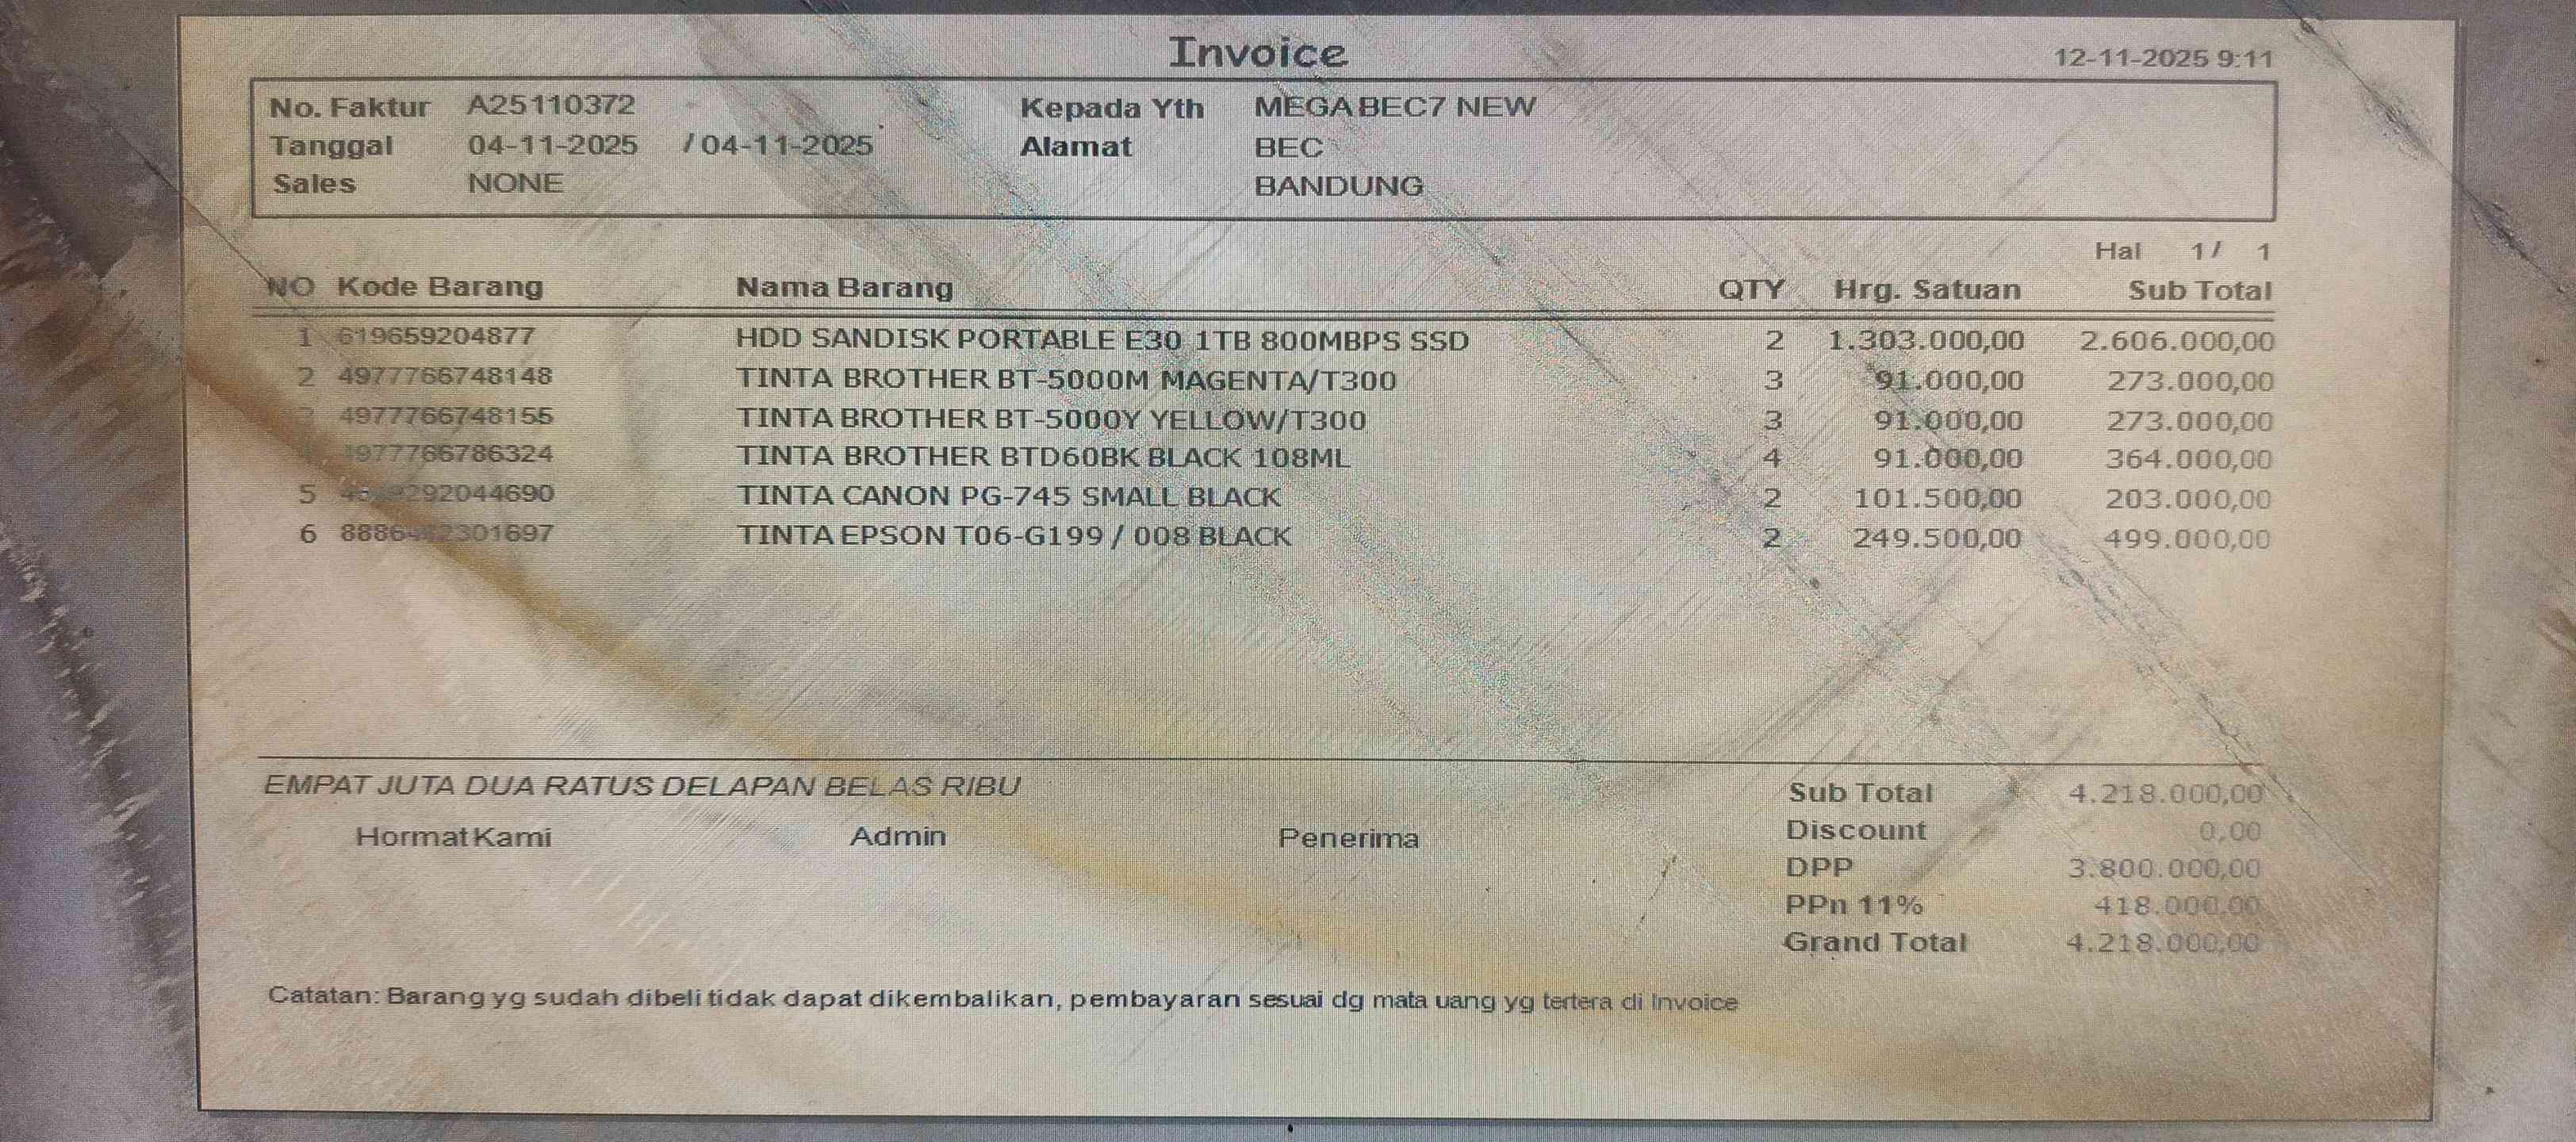 Invoice
12-11-2025 9:11
No. Faktur A25110372 Kepada Yth MEGABEC7 NEW
Tanggal 04-11-2025 / 04-11-2025 Alamat BEC
Sales NONE BANDUNG
Hal 1/ 1
NO Kode Barang Nama Barang QTY Hrg. Satuan Sub Total
1 619659204877 HDD SANDISK PORTABLE E30 1TB 800MBPS SSD 2 1.303.000,00 2.606.000,00
2 4977766748148 TINTA BROTHER BT-5000M MAGENTA/T300 3 91.000,00 273.000,00
3 4977766748155 TINTA BROTHER BT-5000Y YELLOW/T300 3 91.000,00 273.000,00
4 4977766786324 TINTA BROTHER BTD60BK BLACK 108ML 4 91.000,00 364.000,00
5 TINTA CANON PG-745 SMALL BLACK 2 101.500,00 203.000,00
6 TINTA EPSON T06-G199 / 008 BLACK 2 249.500,00 499.000,00
EMPAT JUTA DUA RATUS DELAPAN BELAS RIBU Sub Total 4.218.000,00
Hormat Kami Admin Penerima Discount 0,00
DPP 3.800.000,00
PPn 11% 418.000,00
Grand Total 4.218.000,00
Catatan: Barang yg sudah dibeli tidak dapat dikembalikan, pembayaran sesuai dg mata uang yg tertera di Invoice